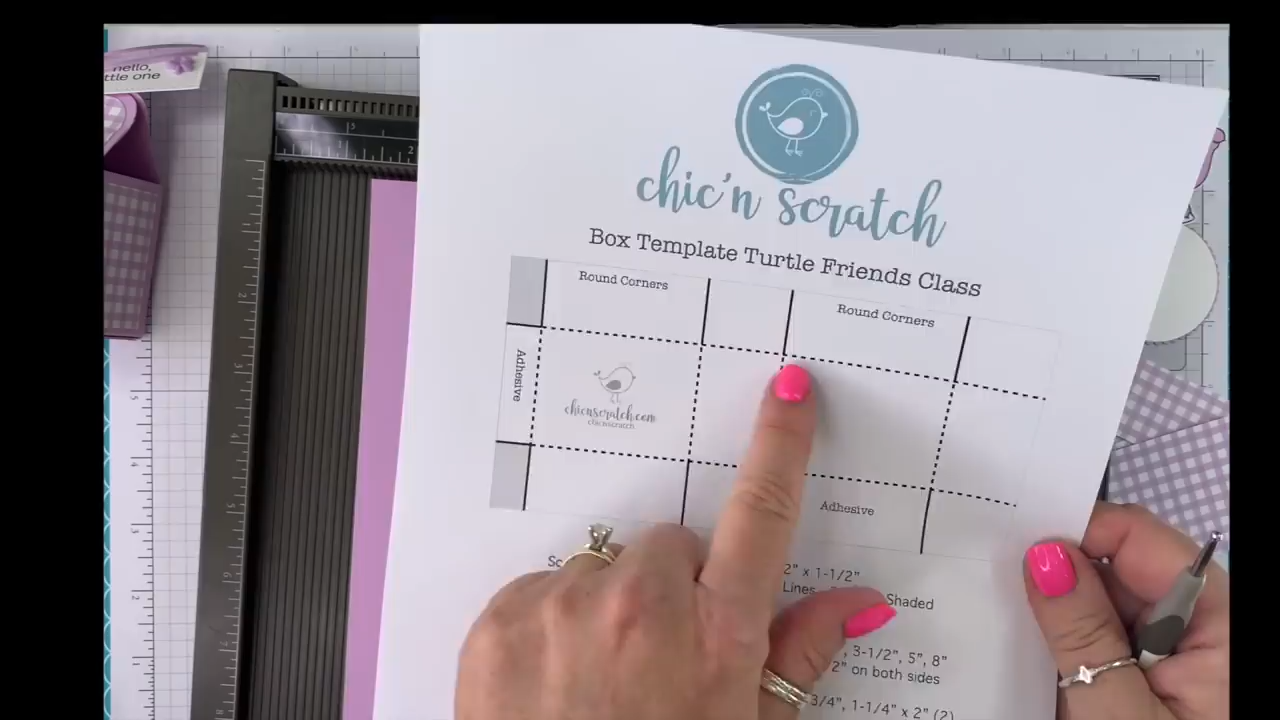 hello,
ttle one
chic'n scratch
Box Template Turtle Friends Class
Round Corners
Round Corners
Adhesive
chicnscratch.com
chicnscratch
Adhesive
2" x 1-1/2"
Lines
Shaded
, 3-1/2", 5", 8"
2" on both sides
3/4", 1-1/4" x 2" (2)